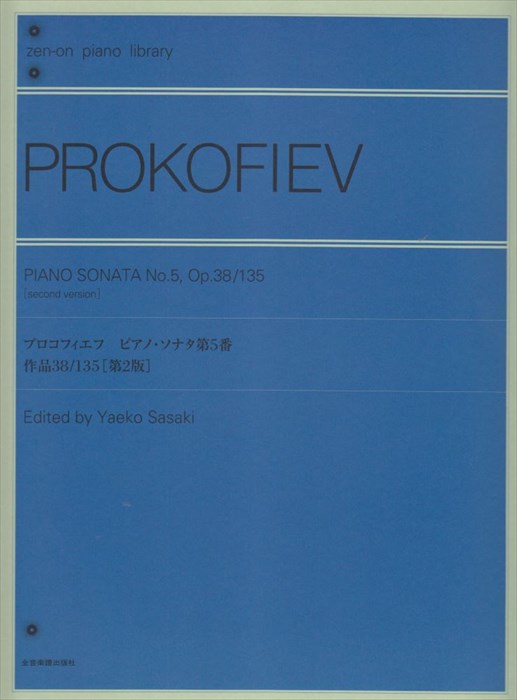 zen-on piano library
PROKOFIEV
PIANO SONATA No.5, Op.38/135
[second version]
プロコフィエフ ピアノ・ソナタ第5番
作品38/135[第2版]
Edited by Yaeko Sasaki
全音楽譜出版社